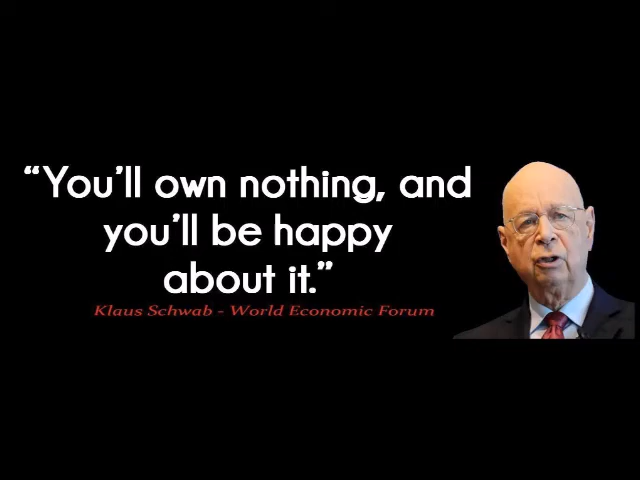 “You’ll own nothing, and
you’ll be happy
about it.”
Klaus Schwab - World Economic Forum